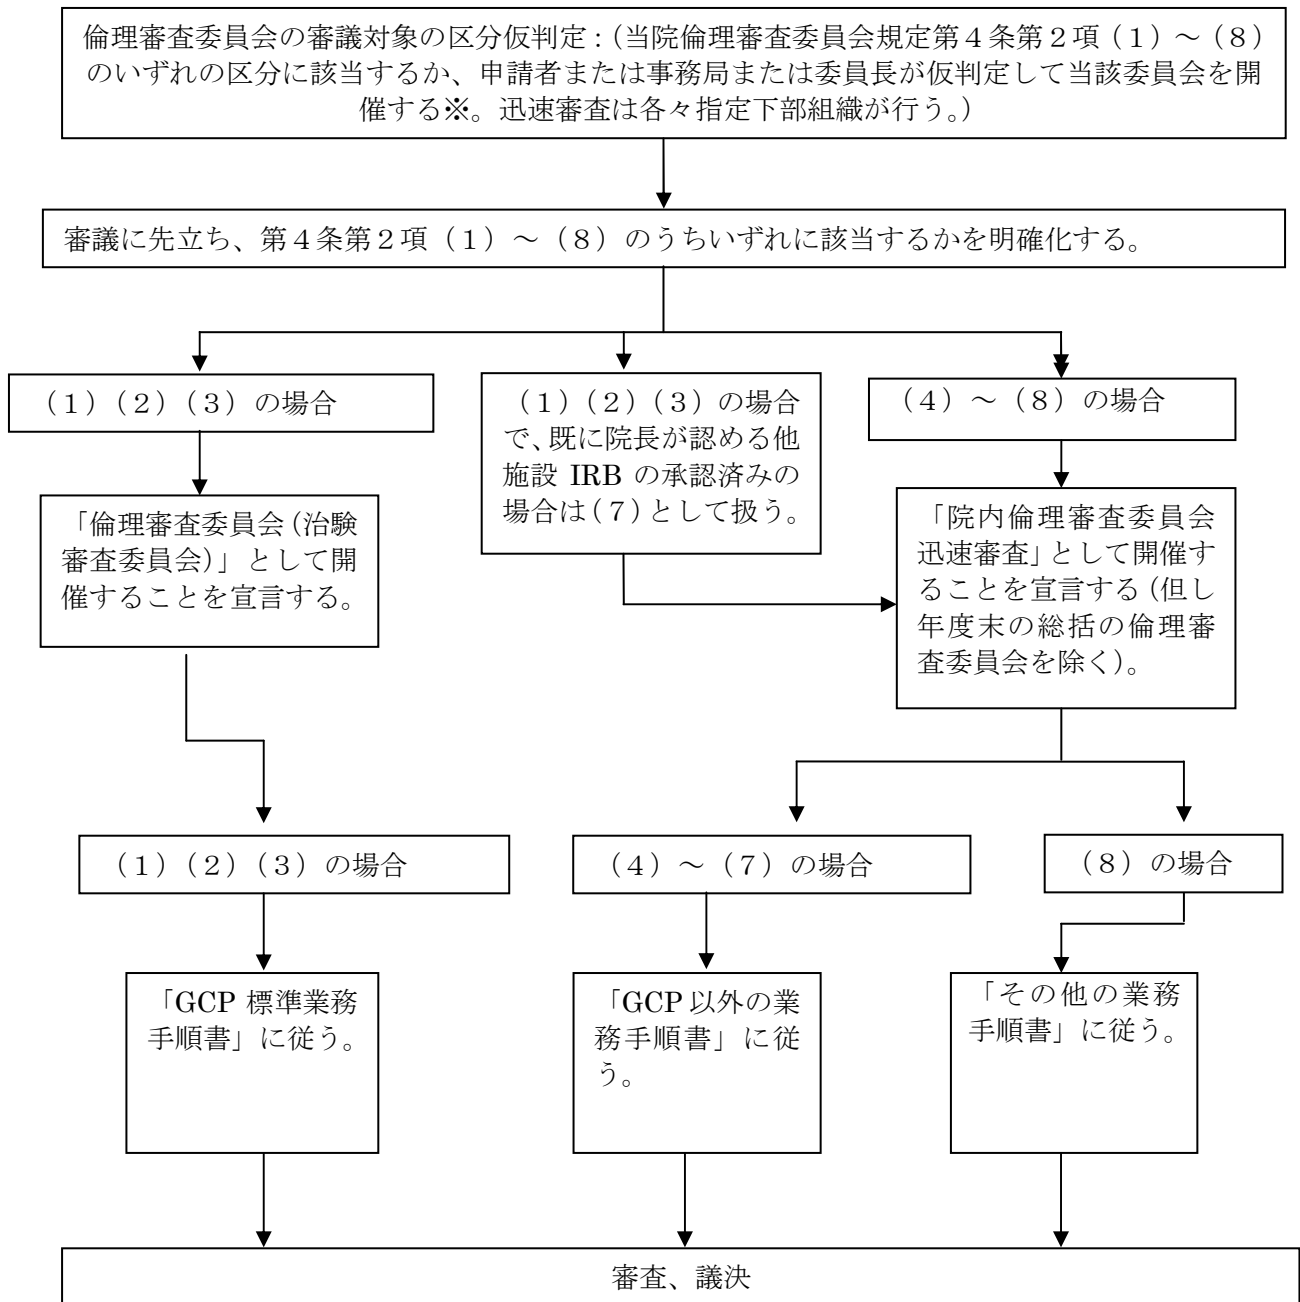 倫理審査委員会の審議対象の区分仮判定:(当院倫理審査委員会規定第4条第2項(1)~(8)
のいずれの区分に該当するか、申請者または事務局または委員長が仮判定して当該委員会を開
催する※。迅速審査は各々指定下部組織が行う。)
審議に先立ち、第4条第2項(1)~(8)のうちいずれに該当するかを明確化する。
(1)(2)(3)の場合
(1)(2)(3)の場合
で、既に院長が認める他
施設 IRB の承認済みの
場合は(7)として扱う。
(4)~(8)の場合
「倫理審査委員会(治験
審査委員会)」として開
催することを宣言する。
「院内倫理審査委員会
迅速審査」として開催す
ることを宣言する(但し
年度末の総括の倫理審
査委員会を除く)。
(1)(2)(3)の場合
(4)~(7)の場合
(8)の場合
「GCP 標準業務
手順書」に従う。
「GCP 以外の業
務手順書」に従
う。
「その他の業務
手順書」に従う。
審査、議決